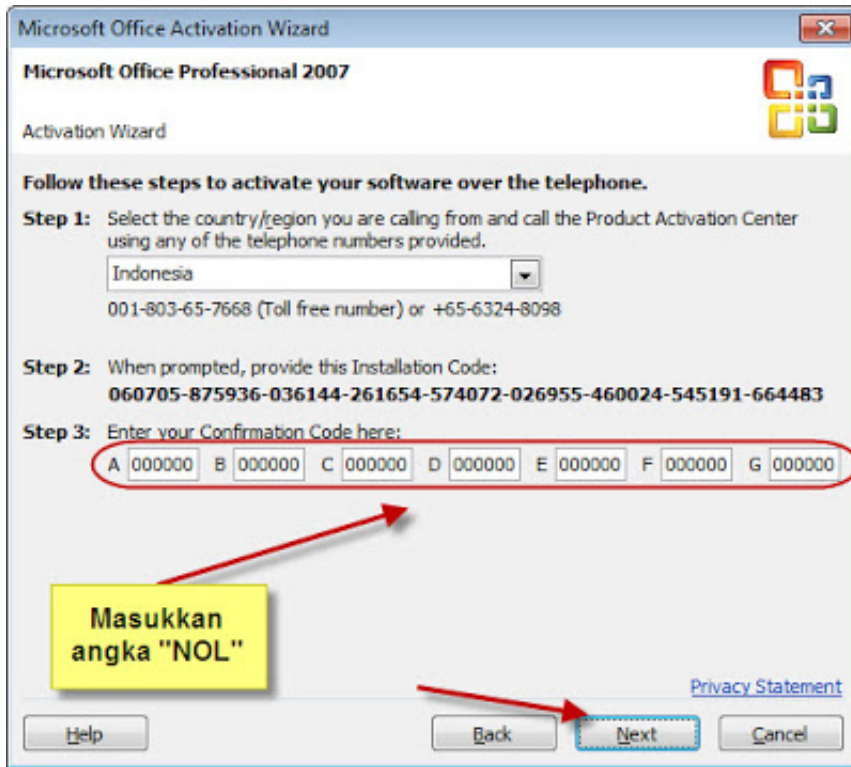 Microsoft Office Activation Wizard
Microsoft Office Professional 2007
Activation Wizard
Follow these steps to activate your software over the telephone.
Step 1: Select the country/region you are calling from and call the Product Activation Center
using any of the telephone numbers provided.
Indonesia
001-803-65-7668 (Toll free number) or +65-6324-8098
Step 2: When prompted, provide this Installation Code:
060705-875936-036144-261654-574072-026955-460024-545191-664483
Step 3: Enter your Confirmation Code here:
A 000000 B 000000 C 000000 D 000000 E 000000 F 000000 G 000000
Masukkan
angka "NOL"
Privacy Statement
Help Back Next Cancel